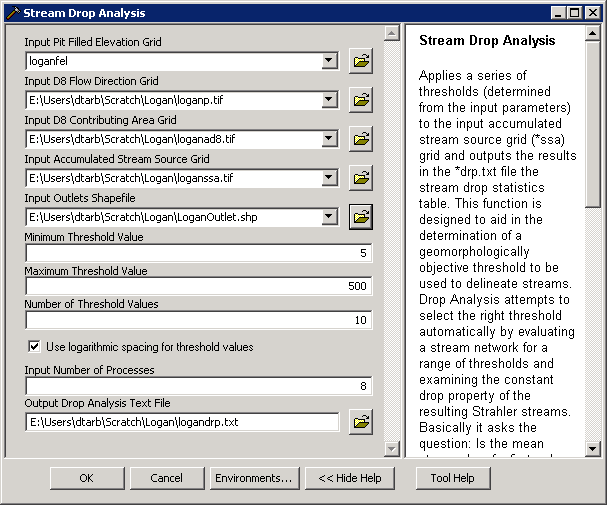 Stream Drop Analysis
Input Pit Filled Elevation Grid
loganfel
Input D8 Flow Direction Grid
E:\Users\dtarb\Scratch\Logan\loganp.tif
Input D8 Contributing Area Grid
E:\Users\dtarb\Scratch\Logan\loganad8.tif
Input Accumulated Stream Source Grid
E:\Users\dtarb\Scratch\Logan\loganssa.tif
Input Outlets Shapefile
E:\Users\dtarb\Scratch\Logan\LoganOutlet.shp
Minimum Threshold Value
5
Maximum Threshold Value
500
Number of Threshold Values
10
Use logarithmic spacing for threshold values
Input Number of Processes
8
Output Drop Analysis Text File
E:\Users\dtarb\Scratch\Logan\logandrp.txt
Stream Drop Analysis
Applies a series of
thresholds (determined
from the input parameters)
to the input accumulated
stream source grid (*ssa)
grid and outputs the results
in the *drp.txt file the
stream drop statistics
table. This function is
designed to aid in the
determination of a
geomorphologically
objective threshold to be
used to delineate streams.
Drop Analysis attempts to
select the right threshold
automatically by evaluating
a stream network for a
range of thresholds and
examining the constant
drop property of the
resulting Strahler streams.
Basically it asks the
question: Is the mean
OK
Cancel
Environments...
<< Hide Help
Tool Help